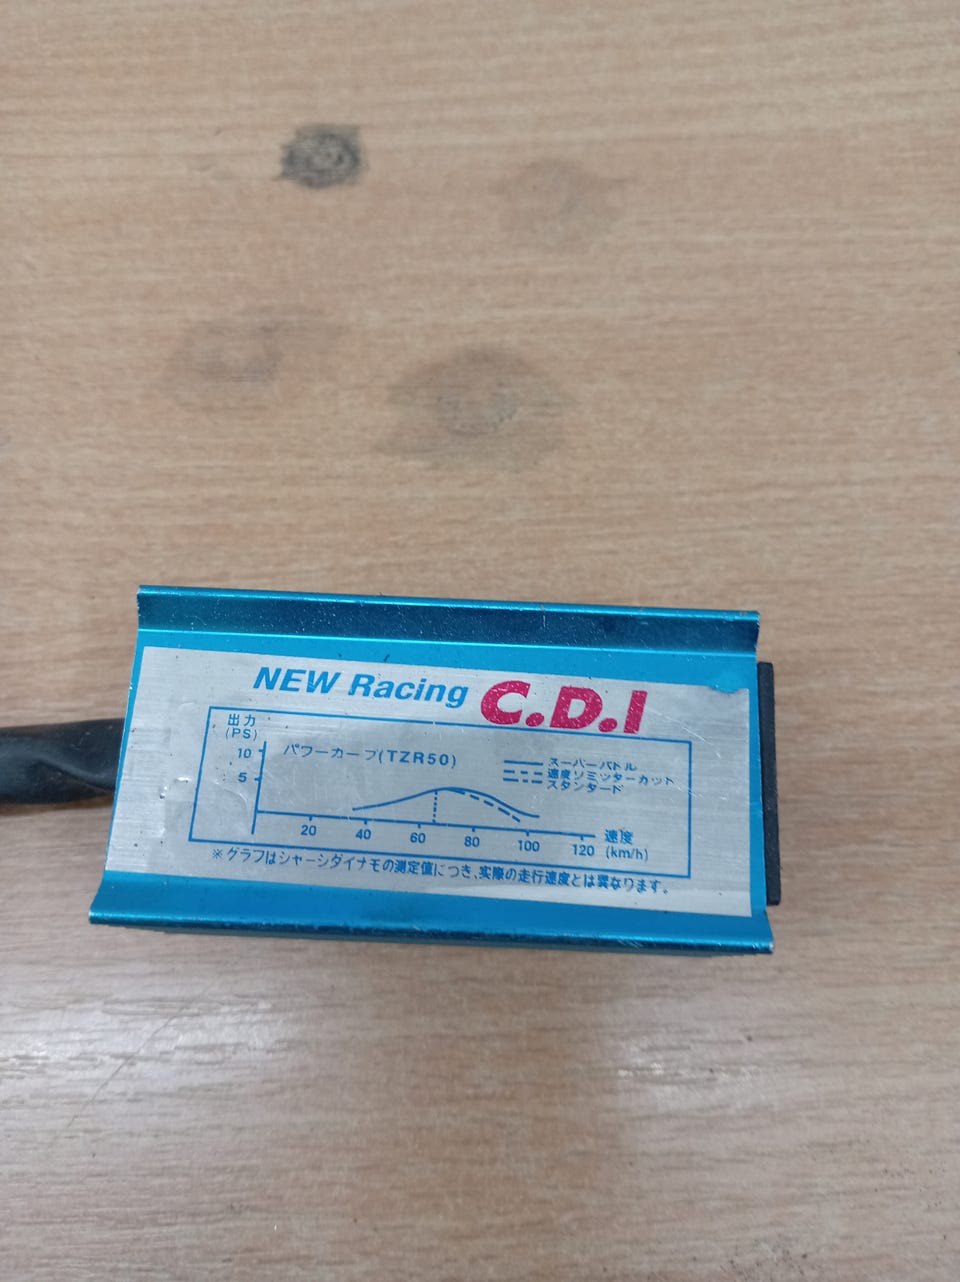 NEW Racing C.D.I
出力
(PS)
パワーカーブ(TZR50)
10
5
スーパーバトル
速度リミッターカット
スタンダード
20 40 60 80 100 120
速度
(km/h)
※グラフはシャーシダイナモの測定値につき、実際の走行速度とは異なります。